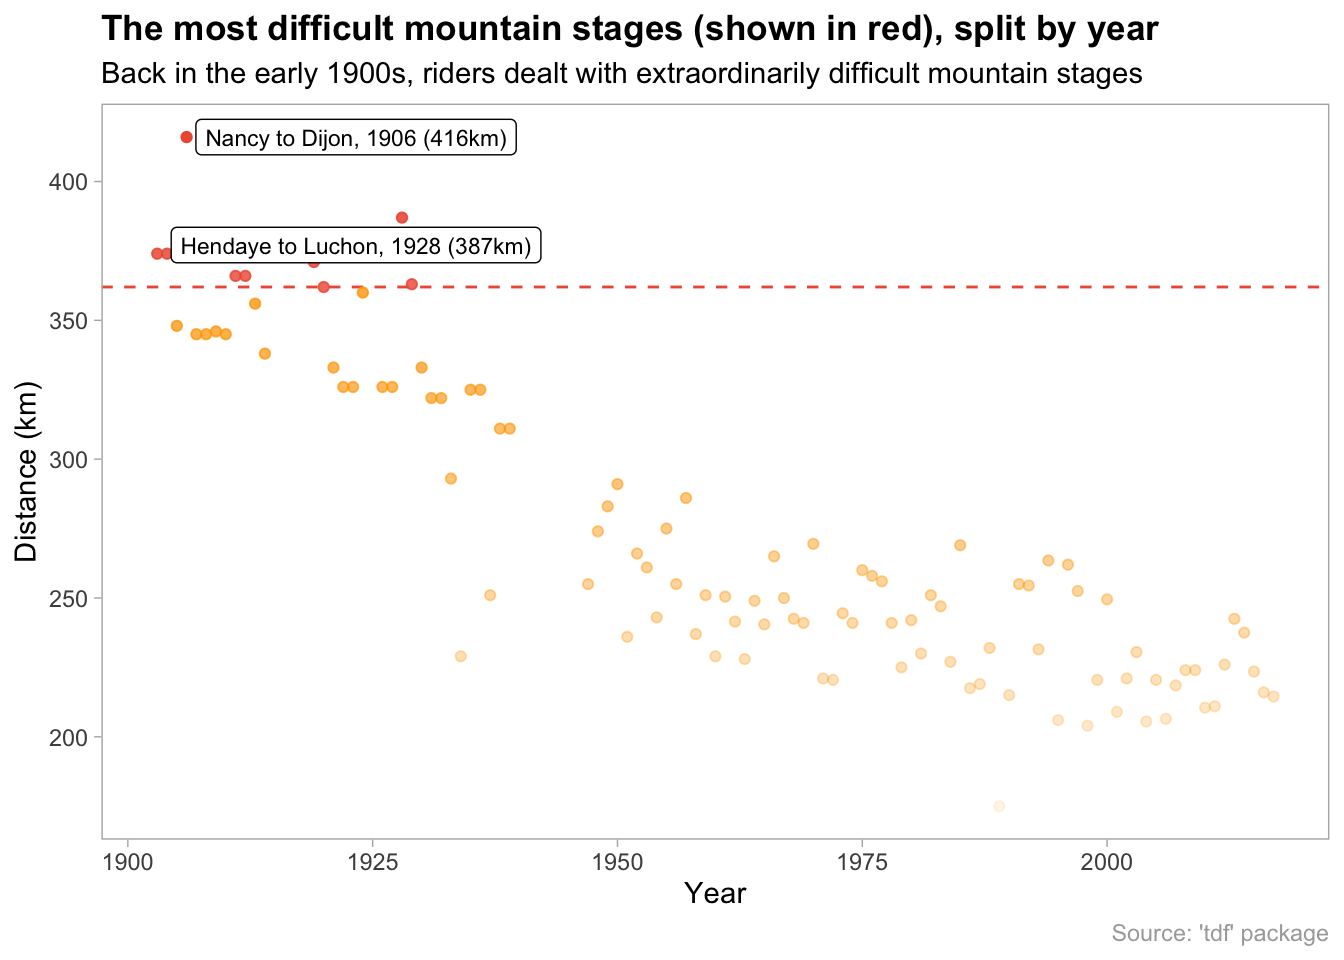 The most difficult mountain stages (shown in red), split by year
Back in the early 1900s, riders dealt with extraordinarily difficult mountain stages
Nancy to Dijon, 1906 (416km)
Hendaye to Luchon, 1928 (387km)
400
350
300
250
200
Distance (km)
1900 1925 1950 1975 2000
Year
Source: 'tdf' package